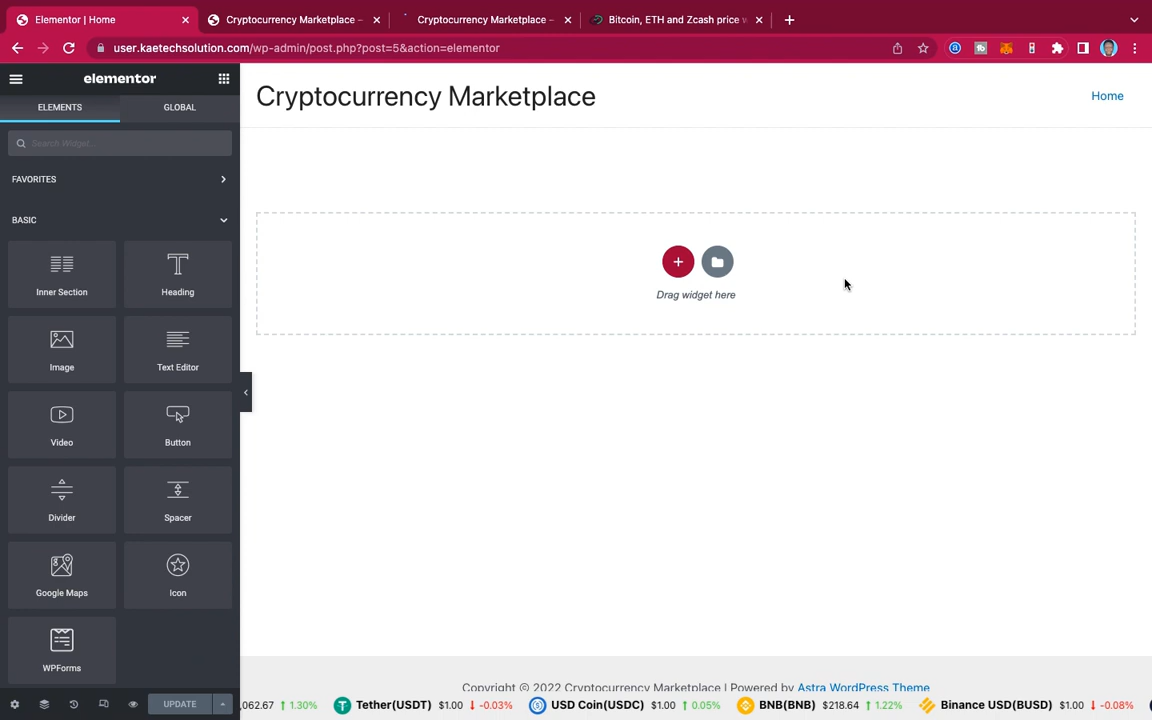 Elementor | Home
Cryptocurrency Marketplace –
Cryptocurrency Marketplace –
Bitcoin, ETH and Zcash price w
user.kaetechsolution.com/wp-admin/post.php?post=5&action=elementor
elementor
ELEMENTS
GLOBAL
Search Widget...
FAVORITES
BASIC
Inner Section
Heading
Image
Text Editor
Video
Button
Divider
Spacer
Google Maps
Icon
WPForms
UPDATE
Cryptocurrency Marketplace
Home
Drag widget here
Copyright © 2022 Cryptocurrency Marketplace | Powered by Astra WordPress Theme
,062.67 ↑ 1.30% Tether(USDT) $1.00 ↓ -0.03% USD Coin(USDC) $1.00 ↑ 0.05% BNB(BNB) $218.64 ↑ 1.22% Binance USD(BUSD) $1.00 ↓ -0.08%